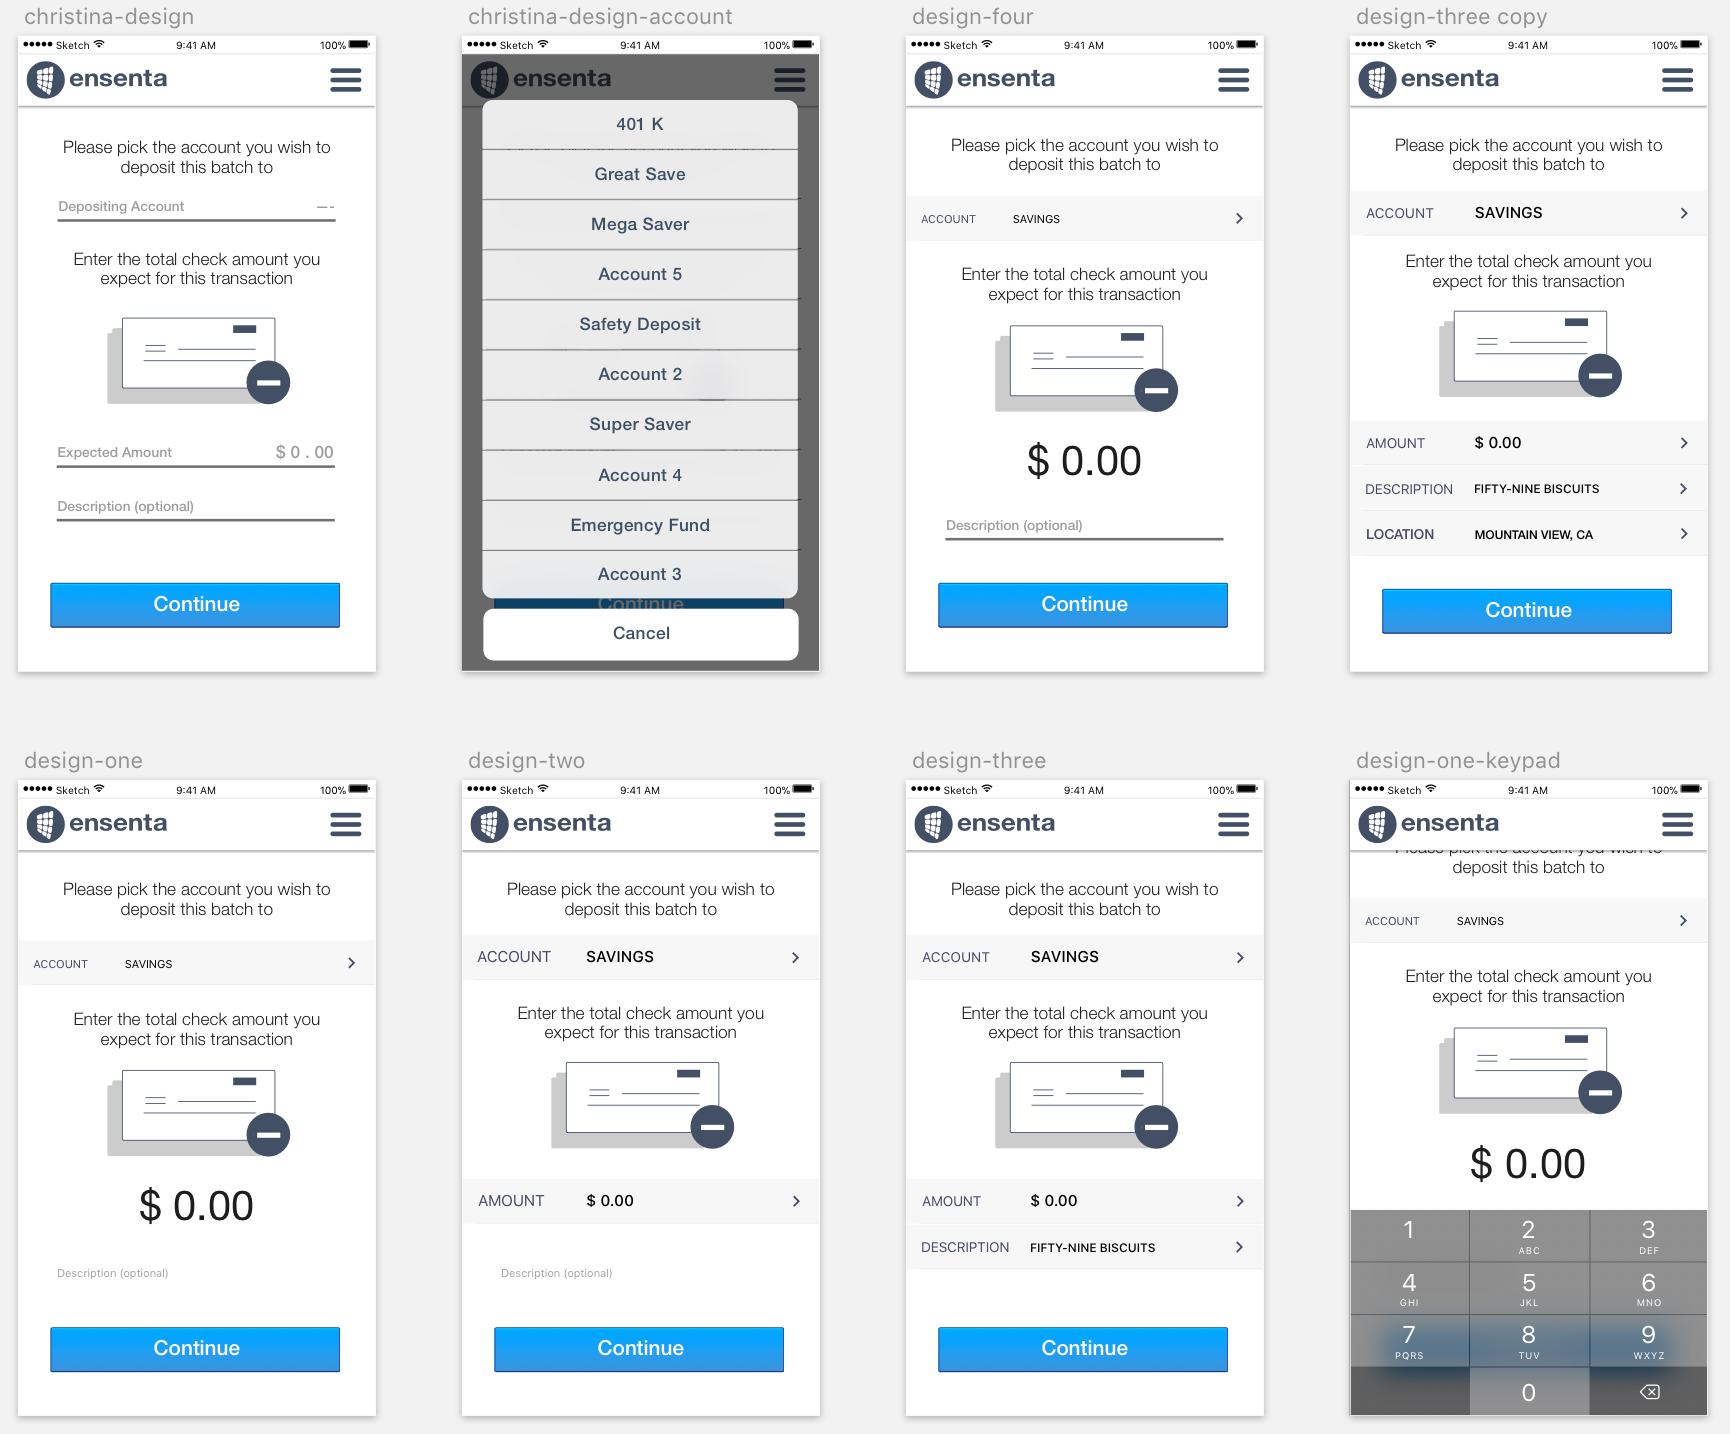 christina-design
Sketch 9:41 AM 100%
ensenta
Please pick the account you wish to
deposit this batch to
Depositing Account —-
Enter the total check amount you
expect for this transaction
Expected Amount $ 0 . 00
Description (optional)
Continue
christina-design-account
Sketch 9:41 AM 100%
ensenta
401 K
Great Save
Mega Saver
Account 5
Safety Deposit
Account 2
Super Saver
Account 4
Emergency Fund
Account 3
Continue
Cancel
design-four
Sketch 9:41 AM 100%
ensenta
Please pick the account you wish to
deposit this batch to
ACCOUNT SAVINGS
Enter the total check amount you
expect for this transaction
$ 0.00
Description (optional)
Continue
design-three copy
Sketch 9:41 AM 100%
ensenta
Please pick the account you wish to
deposit this batch to
ACCOUNT SAVINGS
Enter the total check amount you
expect for this transaction
AMOUNT $ 0.00
DESCRIPTION FIFTY-NINE BISCUITS
LOCATION MOUNTAIN VIEW, CA
Continue
design-one
Sketch 9:41 AM 100%
ensenta
Please pick the account you wish to
deposit this batch to
ACCOUNT SAVINGS
Enter the total check amount you
expect for this transaction
$ 0.00
Description (optional)
Continue
design-two
Sketch 9:41 AM 100%
ensenta
Please pick the account you wish to
deposit this batch to
ACCOUNT SAVINGS
Enter the total check amount you
expect for this transaction
AMOUNT $ 0.00
Description (optional)
Continue
design-three
Sketch 9:41 AM 100%
ensenta
Please pick the account you wish to
deposit this batch to
ACCOUNT SAVINGS
Enter the total check amount you
expect for this transaction
AMOUNT $ 0.00
DESCRIPTION FIFTY-NINE BISCUITS
Continue
design-one-keypad
Sketch 9:41 AM 100%
ensenta
Please pick the account you wish to
deposit this batch to
ACCOUNT SAVINGS
Enter the total check amount you
expect for this transaction
$ 0.00
1 2 3
ABC DEF
4 5 6
GHI JKL MNO
7 8 9
PQRS TUV WXYZ
0